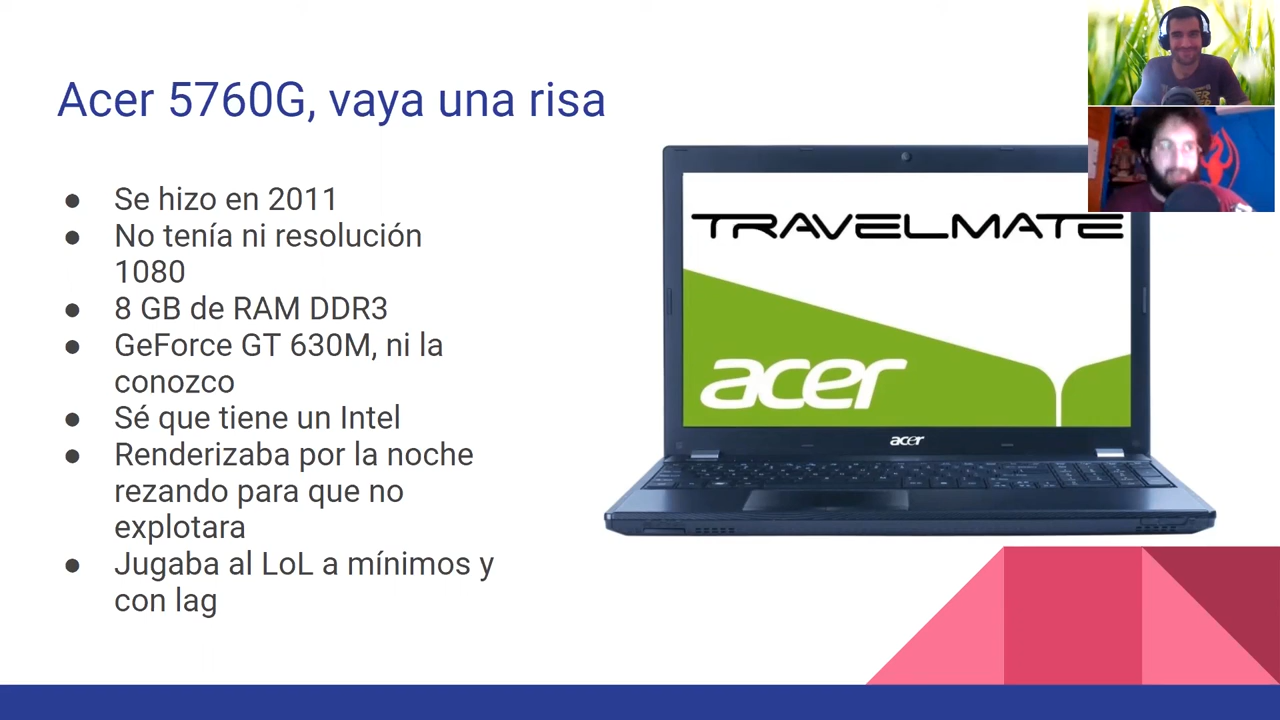 Acer 5760G, vaya una risa
● Se hizo en 2011
● No tenía ni resolución
1080
● 8 GB de RAM DDR3
● GeForce GT 630M, ni la
conozco
● Sé que tiene un Intel
● Renderizaba por la noche
rezando para que no
explotara
● Jugaba al LoL a mínimos y
con lag
TRAVELMATE
acer
acer